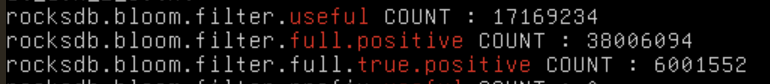 rocksdb.bloom.filter.useful COUNT : 17169234
rocksdb.bloom.filter.full.positive COUNT : 38006094
rocksdb.bloom.filter.full.true.positive COUNT : 6001552